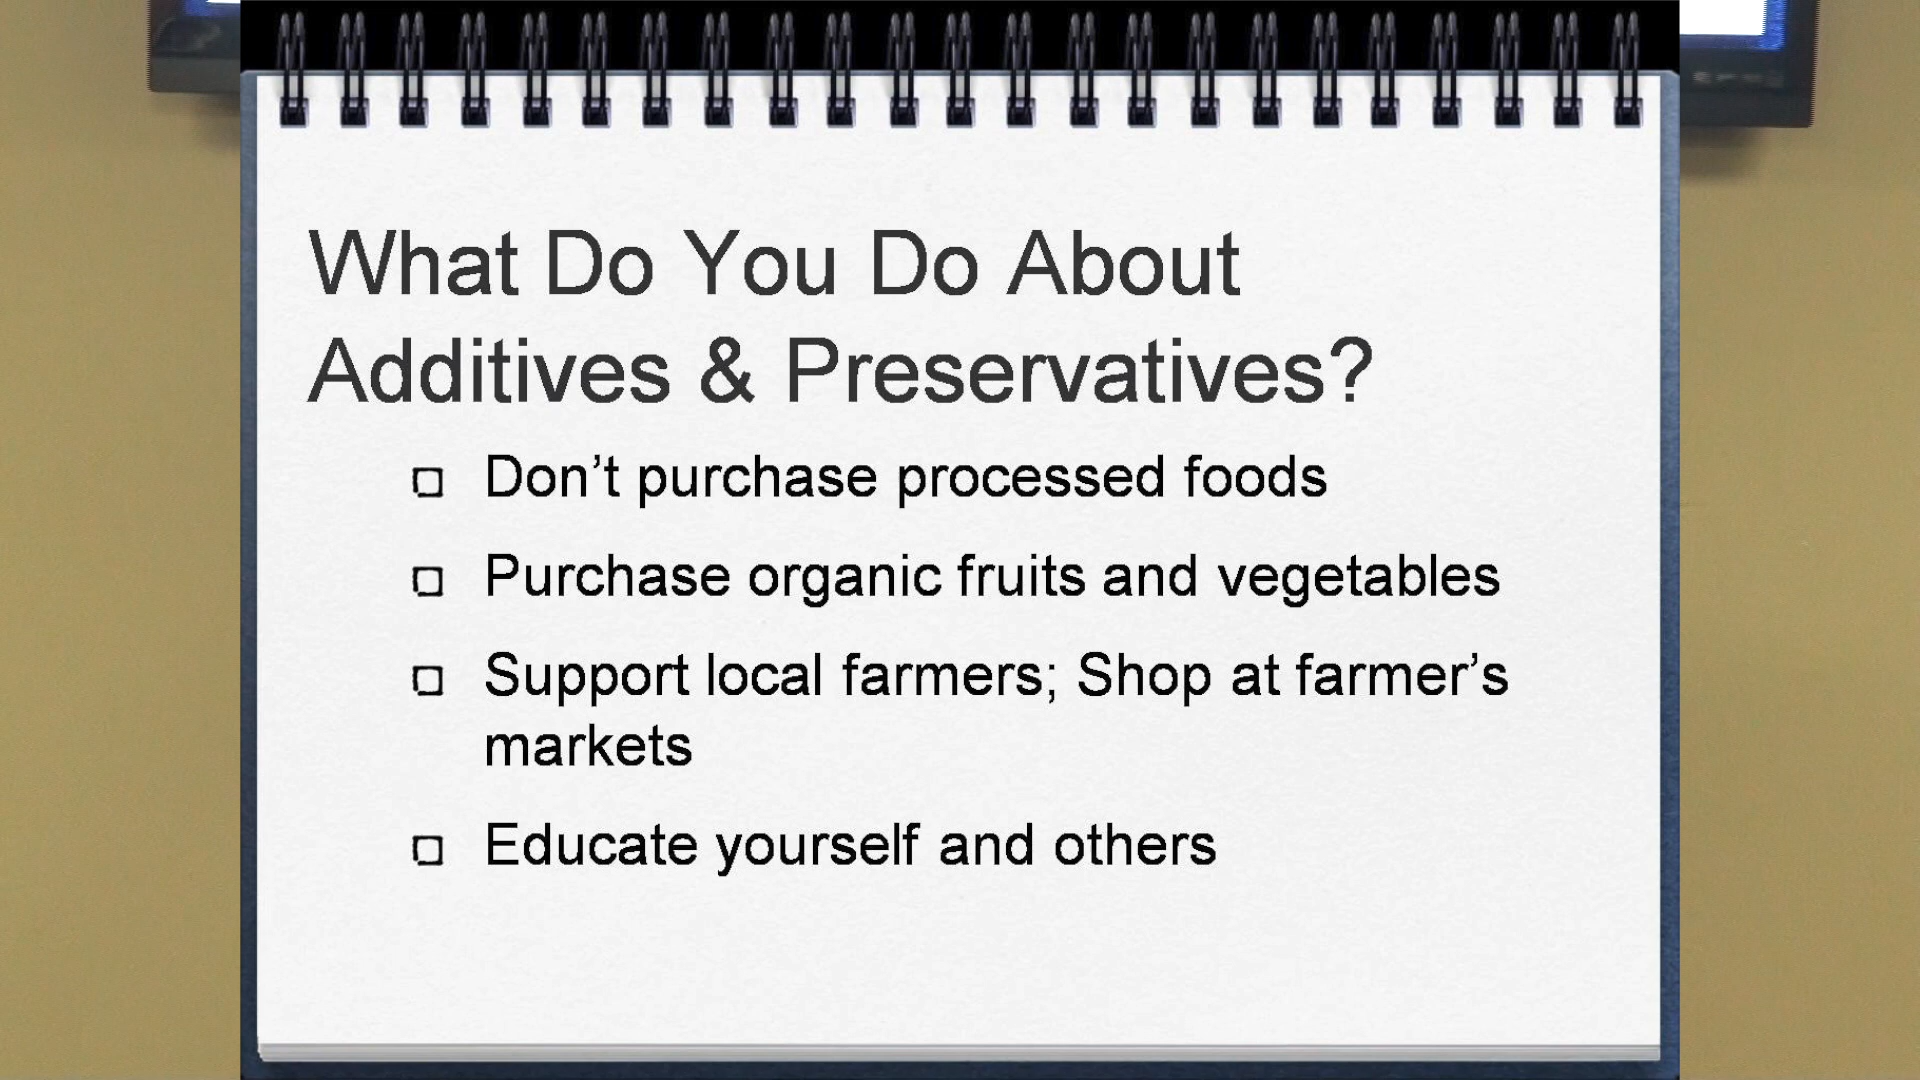 What Do You Do About
Additives & Preservatives?
Don’t purchase processed foods
Purchase organic fruits and vegetables
Support local farmers; Shop at farmer’s
markets
Educate yourself and others